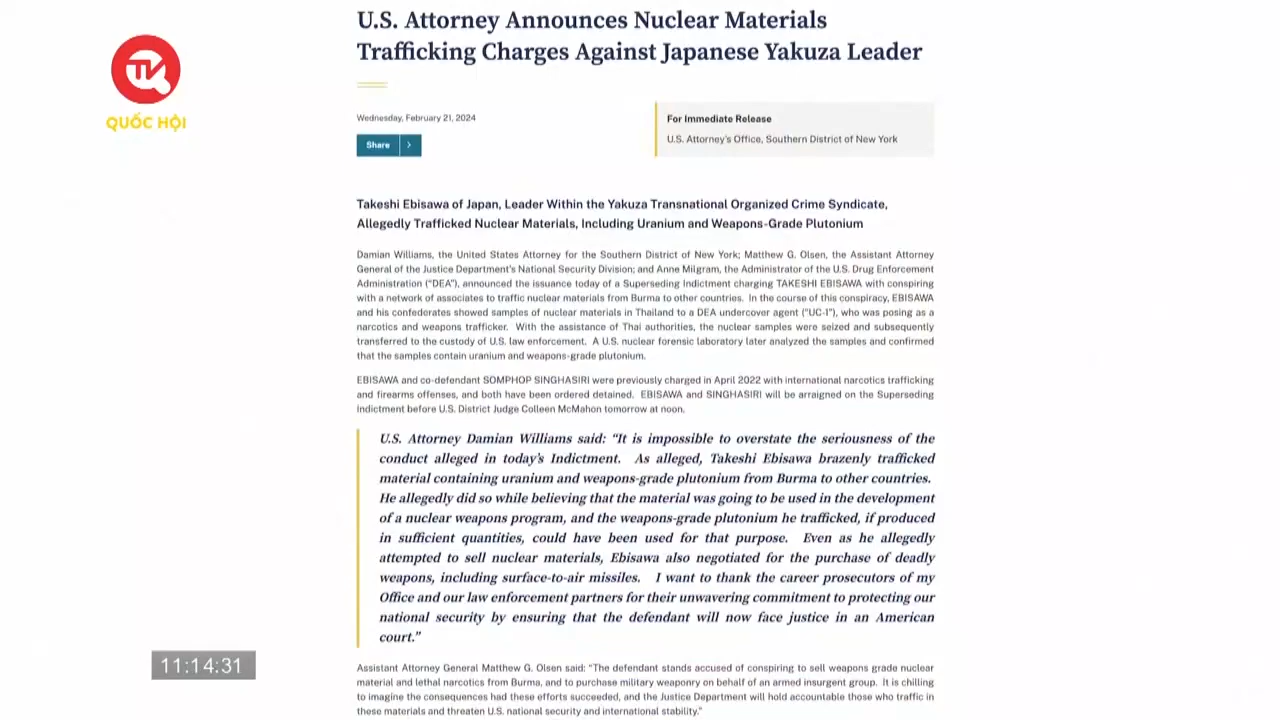 U.S. Attorney Announces Nuclear Materials
Trafficking Charges Against Japanese Yakuza Leader
TV
QUỐC HỘI
Wednesday, February 21, 2024
Share
For Immediate Release
U.S. Attorney's Office, Southern District of New York
Takeshi Ebisawa of Japan, Leader Within the Yakuza Transnational Organized Crime Syndicate,
Allegedly Trafficked Nuclear Materials, Including Uranium and Weapons-Grade Plutonium
Damian Williams, the United States Attorney for the Southern District of New York; Matthew G. Olsen, the Assistant Attorney
General of the Justice Department's National Security Division; and Anne Milgram, the Administrator of the U.S. Drug Enforcement
Administration ("DEA"), announced the issuance today of a Superseding Indictment charging TAKESHI EBISAWA with conspiring
with a network of associates to traffic nuclear materials from Burma to other countries. In the course of this conspiracy, EBISAWA
and his confederates showed samples of nuclear materials in Thailand to a DEA undercover agent ("UC-1"), who was posing as a
narcotics and weapons trafficker. With the assistance of Thai authorities, the nuclear samples were seized and subsequently
transferred to the custody of U.S. law enforcement. A U.S. nuclear forensic laboratory later analyzed the samples and confirmed
that the samples contain uranium and weapons-grade plutonium.
EBISAWA and co-defendant SOMPHOP SINGHASIRI were previously charged in April 2022 with international narcotics trafficking
and firearms offenses, and both have been ordered detained. EBISAWA and SINGHASIRI will be arraigned on the Superseding
Indictment before U.S. District Judge Colleen McMahon tomorrow at noon.
U.S. Attorney Damian Williams said: "It is impossible to overstate the seriousness of the
conduct alleged in today's Indictment. As alleged, Takeshi Ebisawa brazenly trafficked
material containing uranium and weapons-grade plutonium from Burma to other countries.
He allegedly did so while believing that the material was going to be used in the development
of a nuclear weapons program, and the weapons-grade plutonium he trafficked, if produced
in sufficient quantities, could have been used for that purpose. Even as he allegedly
attempted to sell nuclear materials, Ebisawa also negotiated for the purchase of deadly
weapons, including surface-to-air missiles. I want to thank the career prosecutors of my
Office and our law enforcement partners for their unwavering commitment to protecting our
national security by ensuring that the defendant will now face justice in an American
court."
11:14:31
Assistant Attorney General Matthew G. Olsen said: "The defendant stands accused of conspiring to sell weapons grade nuclear
material and lethal narcotics from Burma, and to purchase military weaponry on behalf of an armed insurgent group. It is chilling
to imagine the consequences had these efforts succeeded, and the Justice Department will hold accountable those who traffic in
these materials and threaten U.S. national security and international stability."